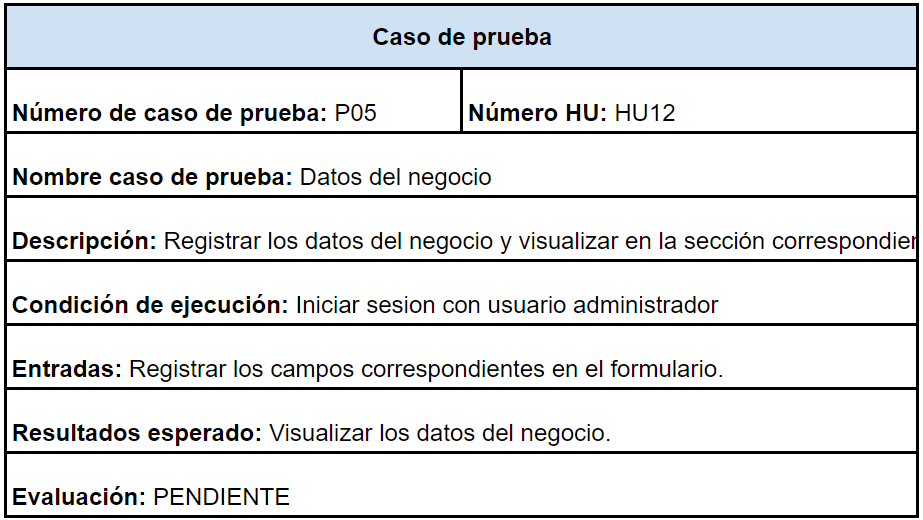 Caso de prueba
Número de caso de prueba: P05
Número HU: HU12
Nombre caso de prueba: Datos del negocio
Descripción: Registrar los datos del negocio y visualizar en la sección
Condición de ejecución: Iniciar sesion con usuario administrador
Entradas: Registrar los campos correspondientes en el formulario.
Resultados esperado: Visualizar los datos del negocio.
Evaluación: PENDIENTE